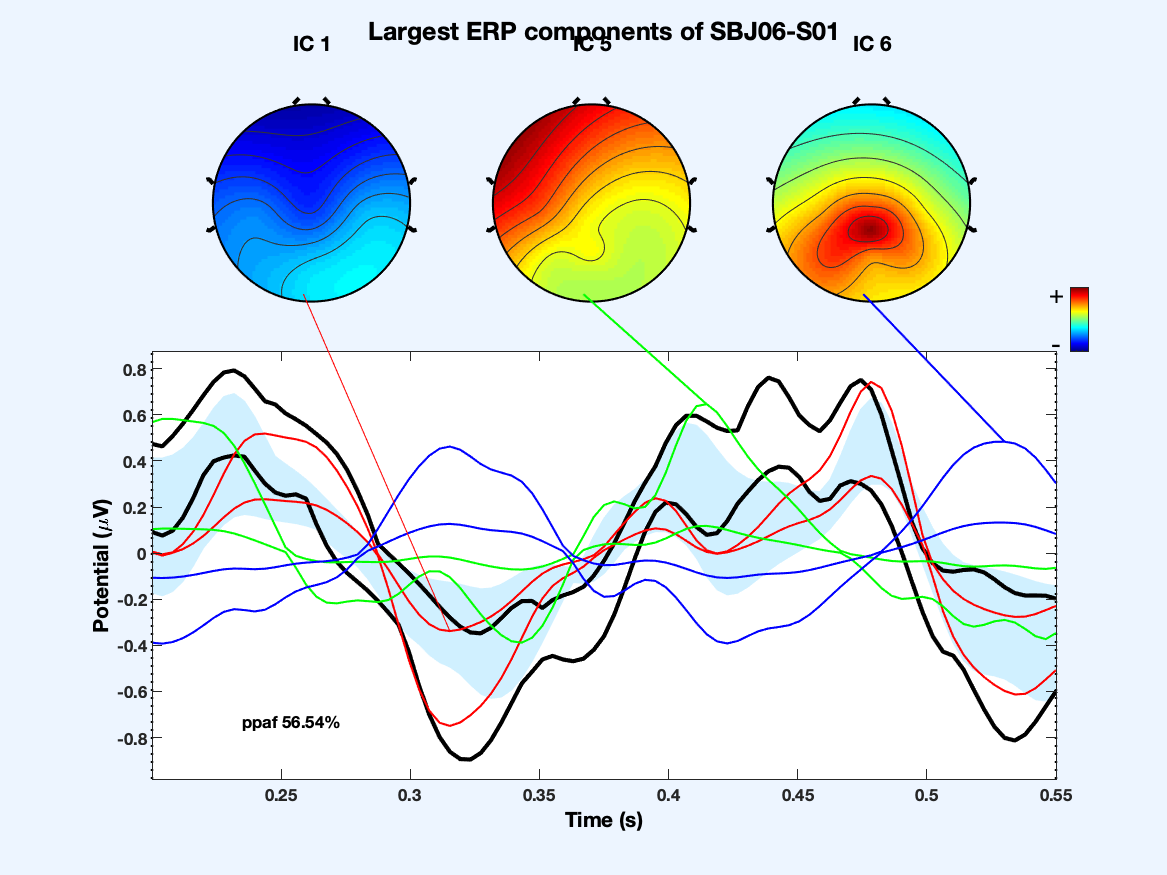 Largest ERP components of SBJ06-S01
IC 1
IC 5
IC 6
+
-
0.8
0.6
0.4
0.2
0
-0.2
-0.4
-0.6
-0.8
Potential (μV)
ppaf 56.54%
0.25
0.3
0.35
0.4
0.45
0.5
0.55
Time (s)